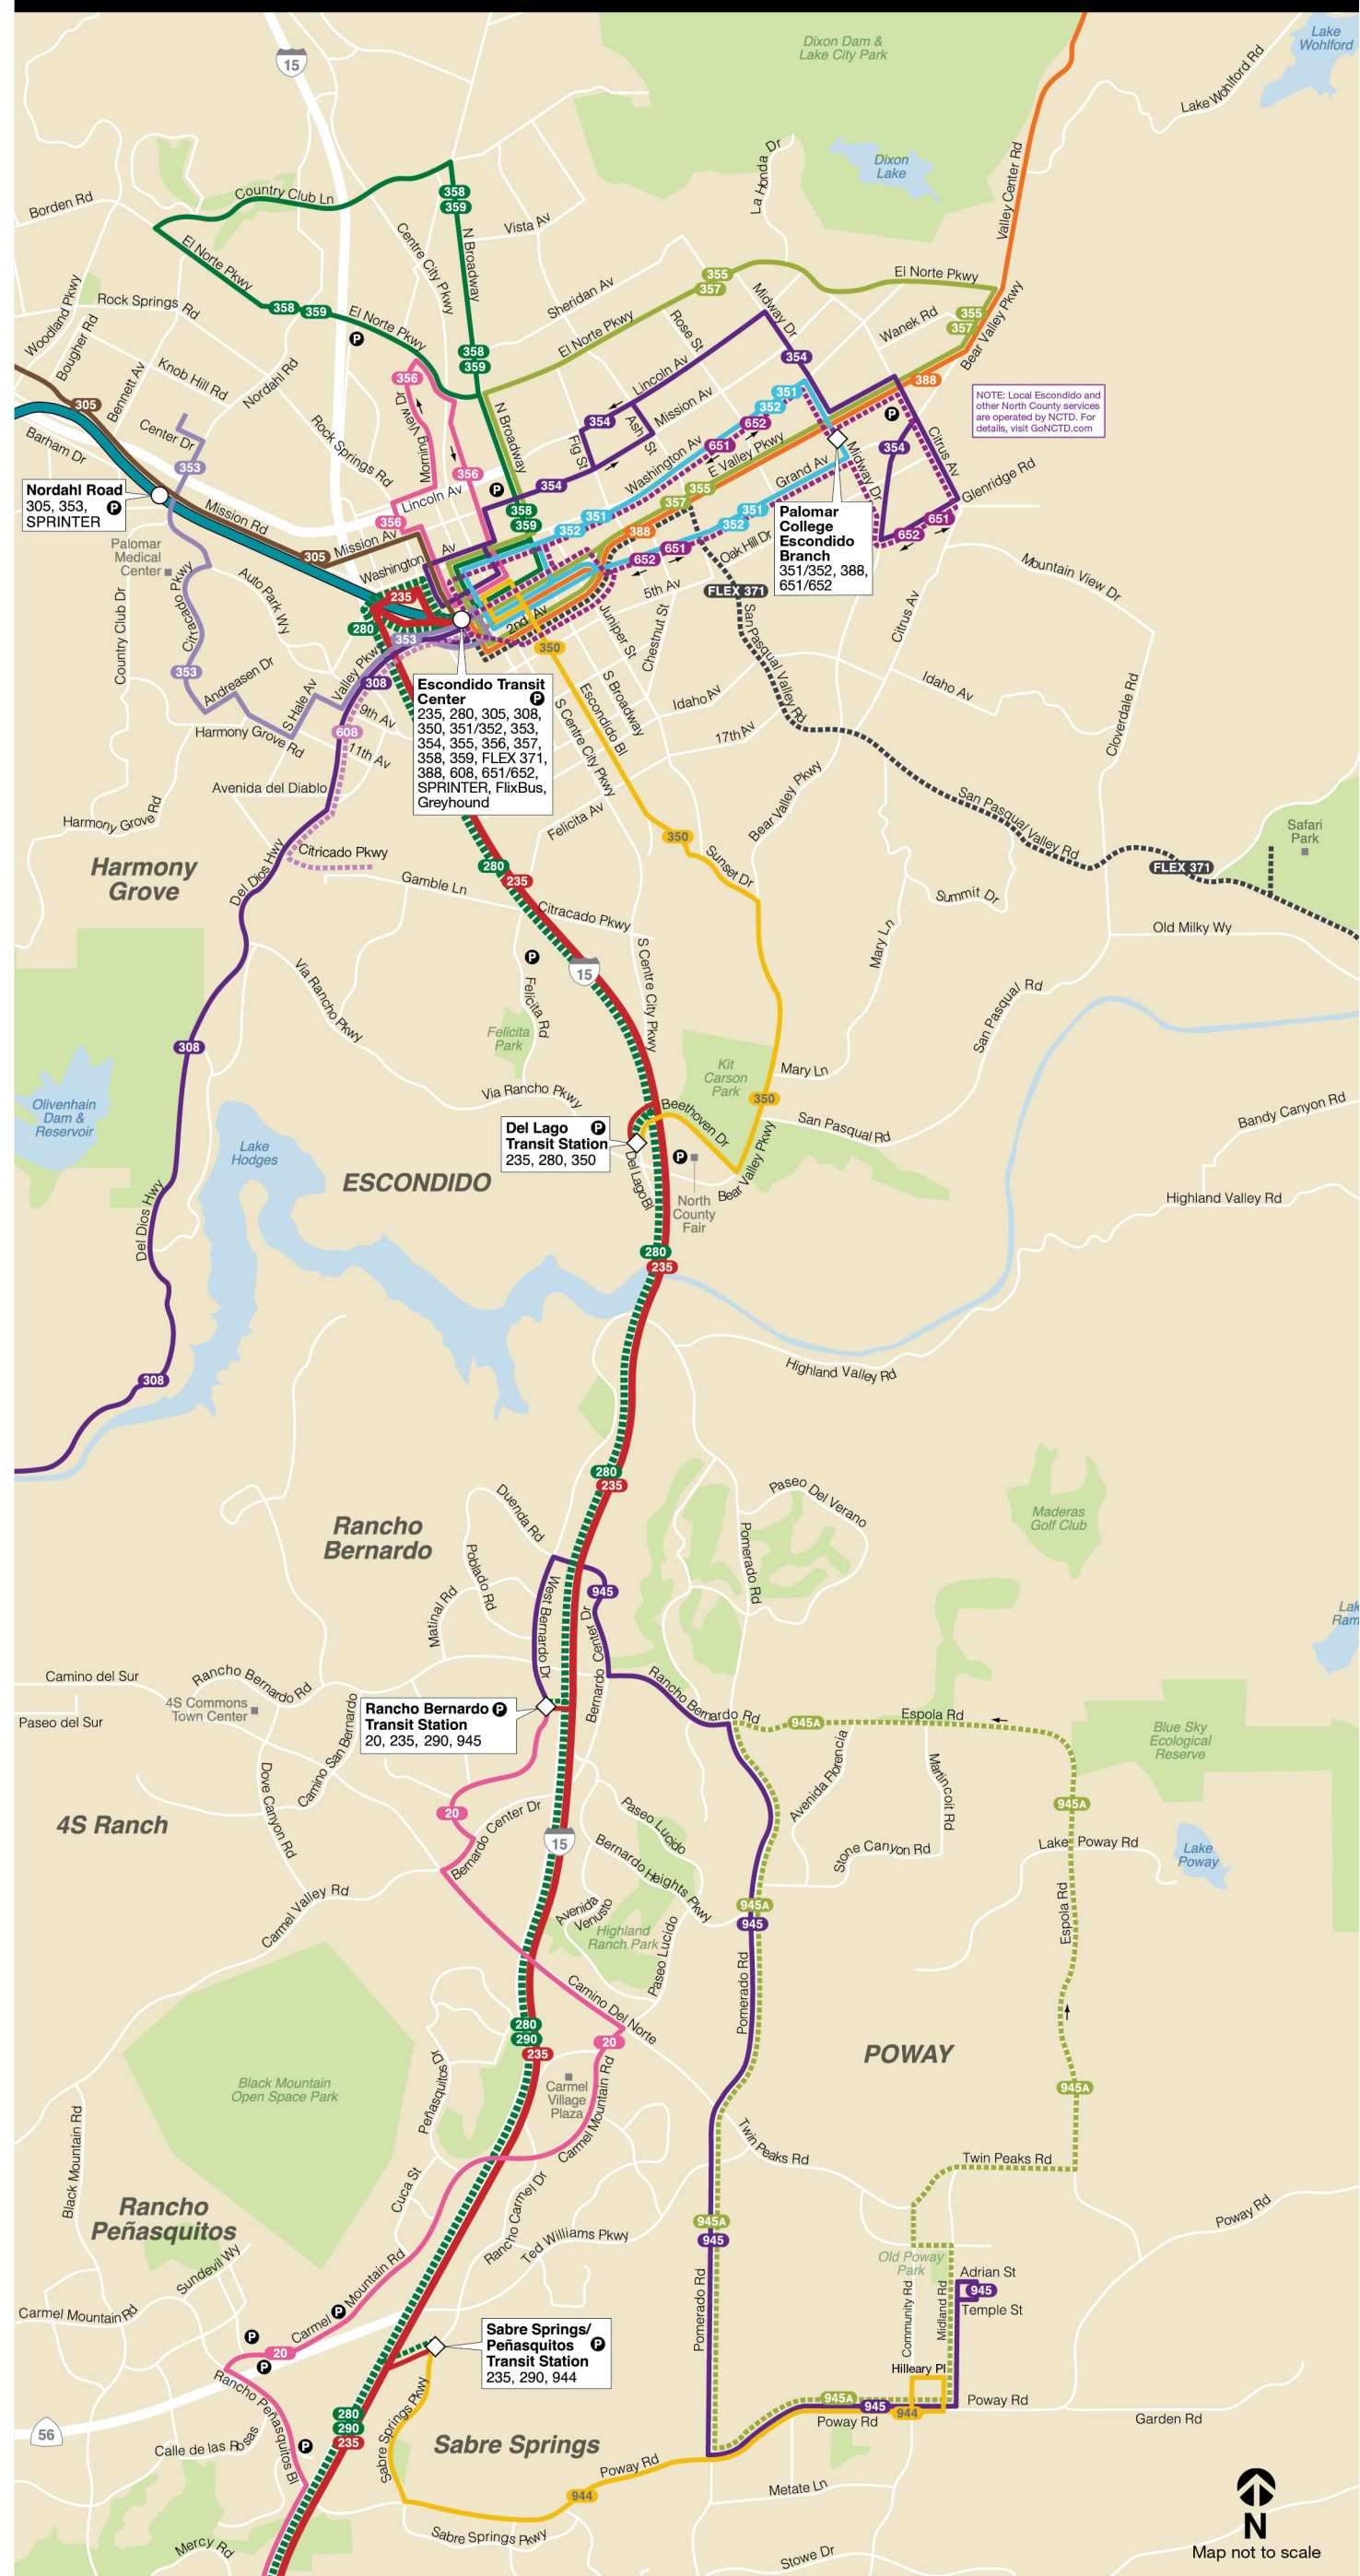 Dixon Dam &
Lake City Park
Lake
Wohlford
Lake Wohlford Rd
15
La Honda Dr
Dixon
Lake
Valley Center Rd
Borden Rd
Country Club Ln
358
359
Vista Av
N Broadway
Centre City Pkwy
El Norte Pkwy
Woodland Pkwy
Rock Springs Rd
Bougher Rd
358
359
El Norte Pkwy
Sheridan Av
355
357
El Norte Pkwy
El Norte Pkwy
Midway Dr
Rose St
Wanek Rd
355
357
Bear Valley Pkwy
358
359
Knob Hill Rd
Nordahl Rd
Bennett Av
305
Center Dr
Barham Dr
353
356
Morning View Dr
Rock Springs Rd
N Broadway
Lincoln Av
354
388
351
352
652
651
354
Ash St
Fig St
Mission Av
Washington Av
E Valley Pkwy
Grand Av
Midway Dr
354
Citrus Av
Glenridge Rd
NOTE: Local Escondido and
other North County services
are operated by NCTD. For
details, visit GoNCTD.com
Nordahl Road
305, 353,
SPRINTER
Mission Rd
Palomar
Medical
Center
305
Mission Av
Lincoln Av
356
356
354
358
359
351
352
355
357
351
352
388
651
652
Oak Hill Dr
651
652
Palomar
College
Escondido
Branch
351/352, 388,
651/652
Washington Av
Auto Park Wy
Citricado Pkwy
Country Club Dr
235
280
353
353
308
2nd Av
350
5th Av
Juniper St
Chestnut St
FLEX 371
San Pasqual Valley Rd
Citrus Av
Mountain View Dr
Andreasen Dr
S Hale Av
Valley Pkwy
9th Av
11th Av
608
Harmony Grove Rd
Avenida del Diablo
Escondido Transit
Center
235, 280, 305, 308,
350, 351/352, 353,
354, 355, 356, 357,
358, 359, FLEX 371,
388, 608, 651/652,
SPRINTER, FlixBus,
Greyhound
S Broadway
Escondido Bl
S Centre City Pkwy
Idaho Av
17th Av
Idaho Av
Cloverdale Rd
Harmony Grove Rd
Harmony
Grove
Del Dios Hwy
Citricado Pkwy
Gamble Ln
Felicita Av
350
Bear Valley Pkwy
Sunset Dr
San Pasqual Valley Rd
FLEX 371
Safari
Park
280
235
Citracado Pkwy
Summit Dr
Old Milky Wy
Mary Ln
15
Via Rancho Pkwy
Felicita Rd
S Centre City Pkwy
Felicita
Park
San Pasqual Rd
308
Kit
Carson
Park
Mary Ln
350
San Pasqual Rd
Bandy Canyon Rd
Olivenhain
Dam &
Reservoir
Lake
Hodges
Via Rancho Pkwy
Beethoven Dr
Del Lago
Transit Station
235, 280, 350
Del Lago Bl
North
County
Fair
Bear Valley Pkwy
ESCONDIDO
Highland Valley Rd
Del Dios Hwy
280
235
Highland Valley Rd
308
280
235
Rancho
Bernardo
Duenda Rd
Poblado Rd
Matinal Rd
West Bernardo Dr
945
Bernardo Center Dr
Paseo Del Verano
Pomerado Rd
Maderas
Golf Club
Camino del Sur
Rancho Bernardo Rd
4S Commons
Town Center
Paseo del Sur
Camino San Bernardo
Dove Canyon Rd
Rancho Bernardo
Transit Station
20, 235, 290, 945
Rancho Bernardo Rd
945A
Espola Rd
Blue Sky
Ecological
Reserve
4S Ranch
20
Bernardo Center Dr
15
Paseo Lucido
Bernardo Heights Pkwy
Avenida Florencia
Martincoit Rd
Stone Canyon Rd
945A
Lake Poway Rd
Lake
Poway
Carmel Valley Rd
Avenida
Venusto
Highland
Ranch Park
Paseo Lucido
945A
945
Espola Rd
Pomerado Rd
Camino Del Norte
280
290
235
20
POWAY
Black Mountain
Open Space Park
Peñasquitos Dr
Carmel
Village
Plaza
Carmel Mountain Rd
945A
Black Mountain Rd
Twin Peaks Rd
Twin Peaks Rd
Cuca St
Rancho Carmel Dr
Ted Williams Pkwy
Rancho
Peñasquitos
945A
945
Poway Rd
Sundevil Wy
Carmel Mountain Rd
Carmel Mountain Rd
Old Poway
Park
Adrian St
945
Temple St
Community Rd
Midland Rd
Pomerado Rd
20
Sabre Springs/
Peñasquitos
Transit Station
235, 290, 944
Hilleary Pl
Rancho Peñasquitos Bl
Sabre Springs Pkwy
945A
945
944
Poway Rd
Poway Rd
Garden Rd
56
280
290
235
Calle de las Rosas
Sabre Springs
Poway Rd
944
Metate Ln
Sabre Springs Pkwy
Mercy Rd
Stowe Dr
N
Map not to scale